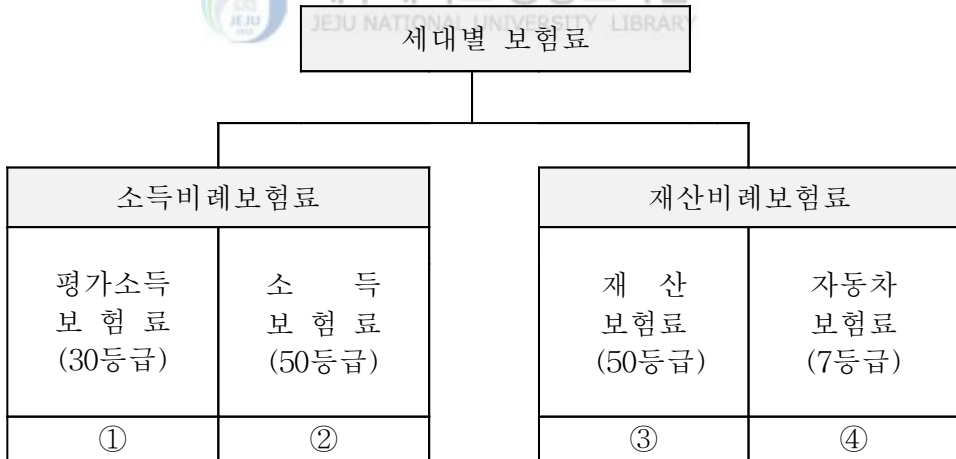 JEJU
1952
JEJU NATIONAL UNIVERSITY LIBRARY
세대별 보험료
소득비례보험료
재산비례보험료
평가소득
보 험 료
(30등급)
소 득
보 험 료
(50등급)
재 산
보험료
(50등급)
자동차
보험료
(7등급)
①
②
③
④